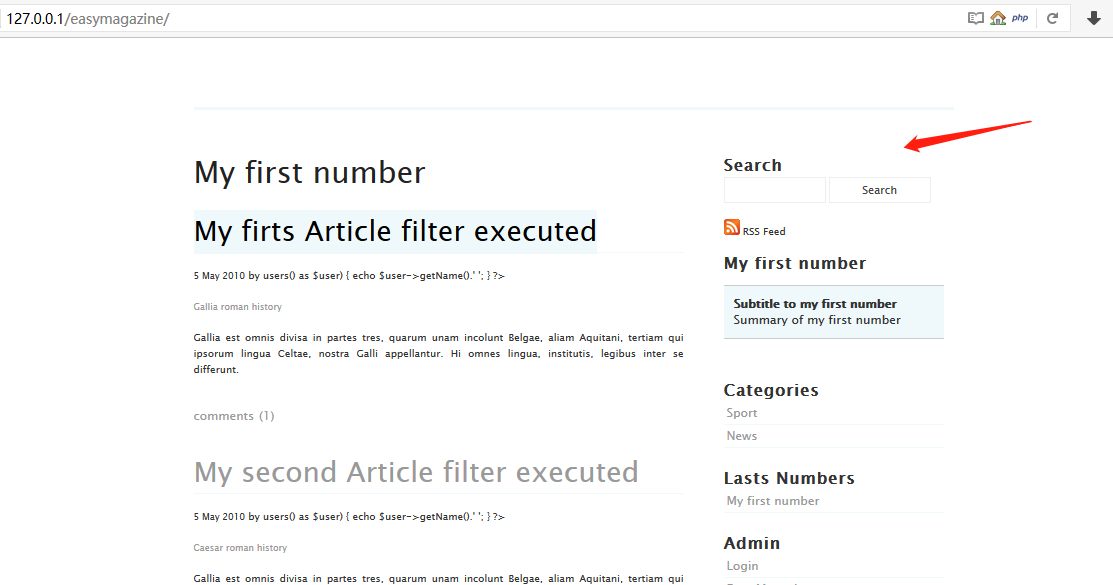 127.0.0.1/easymagazine/
php
My first number
My firts Article filter executed
5 May 2010 by users() as $user) { echo $user->getName().' '; } ?>
Gallia roman history
Gallia est omnis divisa in partes tres, quarum unam incolunt Belgae, aliam Aquitani, tertiam qui
ipsorum lingua Celtae, nostra Galli appellantur. Hi omnes lingua, institutis, legibus inter se
differunt.
comments (1)
My second Article filter executed
5 May 2010 by users() as $user) { echo $user->getName().' '; } ?>
Caesar roman history
Gallia est omnis divisa in partes tres, quarum unam incolunt Belgae, aliam Aquitani, tertiam qui
Search
Search
RSS Feed
My first number
Subtitle to my first number
Summary of my first number
Categories
Sport
News
Lasts Numbers
My first number
Admin
Login